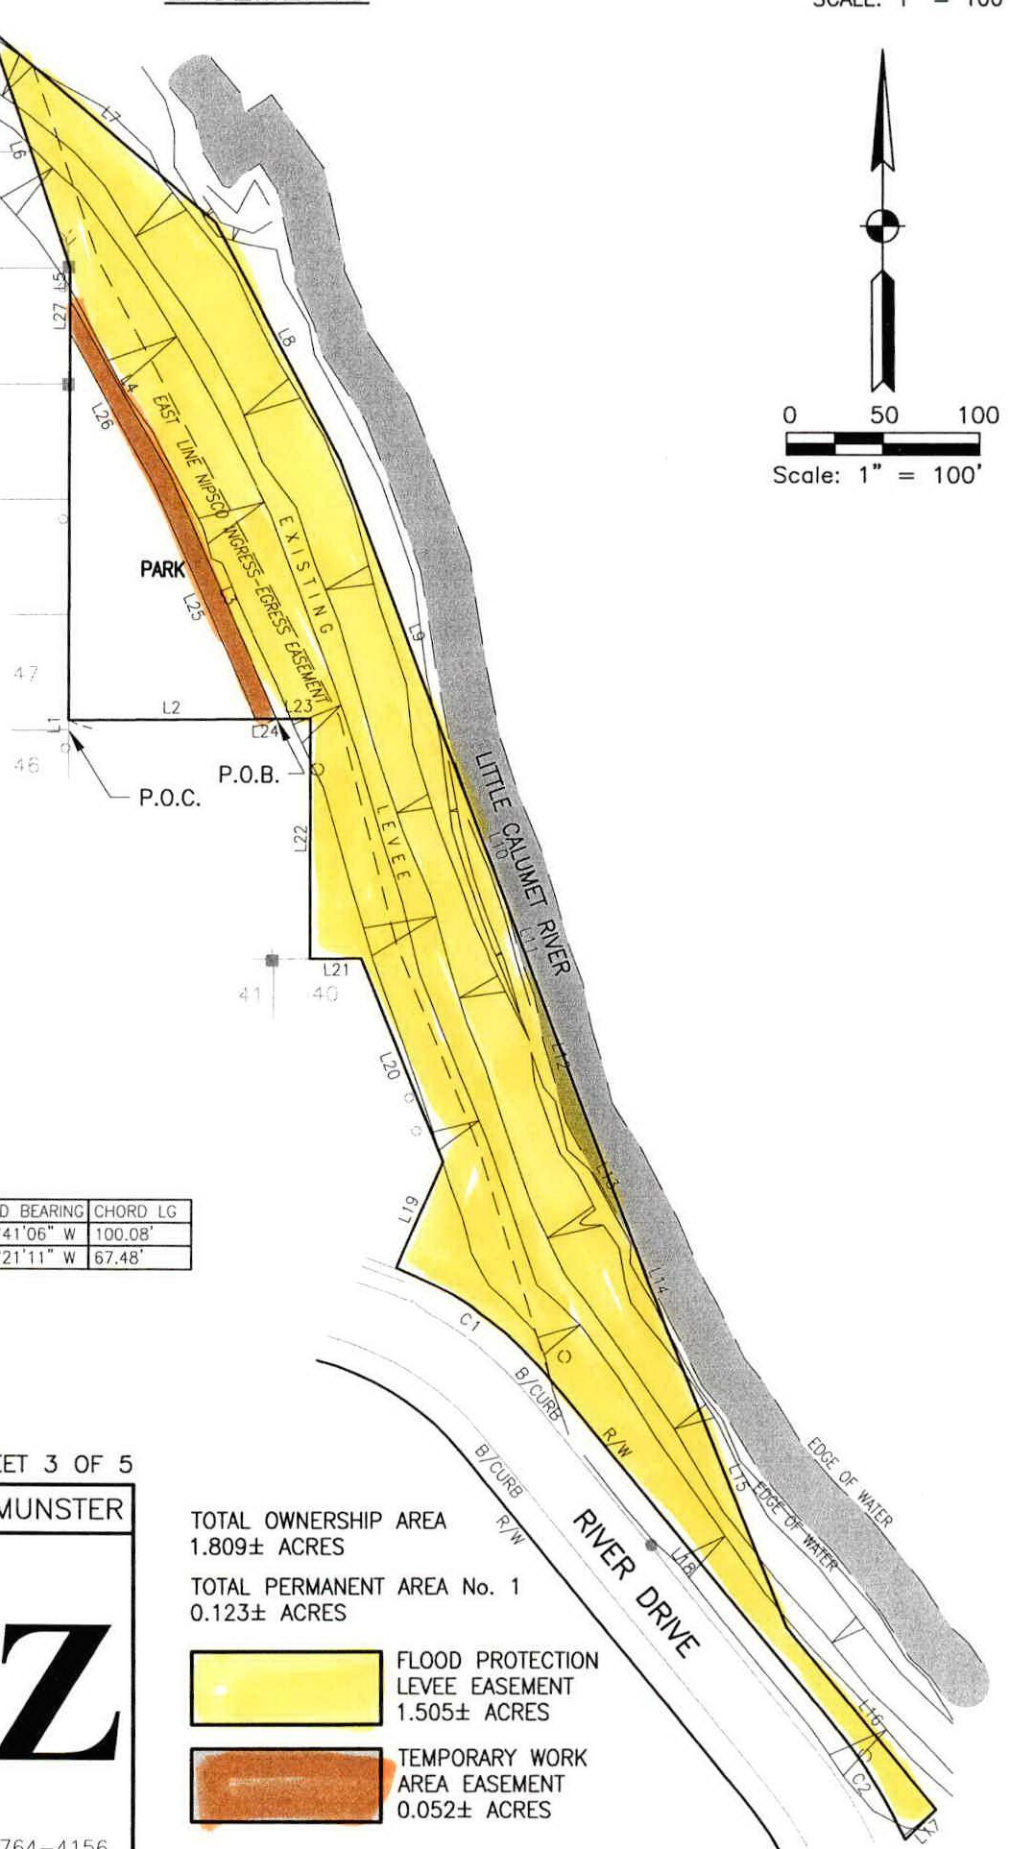 0 50 100
Scale: 1" = 100'
L7
L6
L5
L27
L8
L4
L26
EAST LINE NIPSCO INGRESS-EGRESS EASEMENT
EXISTING
PARK
L3
L25
L9
47
L1
L2
L23
L24
46
P.O.B.
P.O.C.
LITTLE CALUMET RIVER
L22
LEVEE
L10
L11
L21
41 40
L12
L20
L13
L19
D BEARING CHORD LG
41'06" W 100.08'
21'11" W 67.48'
L14
C1
B/CURB
R/W
EDGE OF WATER
L15
EDGE OF WATER
B/CURB
R/W
RIVER DRIVE
L18
ET 3 OF 5
MUNSTER
Z
TOTAL OWNERSHIP AREA
1.809± ACRES
TOTAL PERMANENT AREA No. 1
0.123± ACRES
FLOOD PROTECTION
LEVEE EASEMENT
1.505± ACRES
TEMPORARY WORK
AREA EASEMENT
0.052± ACRES
L16
C2
L17
764-4156